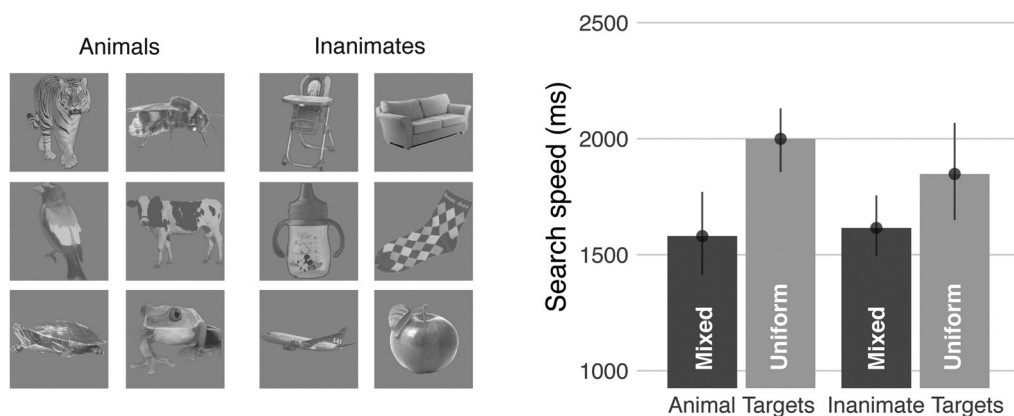 Animals
Inanimates
2500
2000
1500
1000
Search speed (ms)
Mixed
Uniform
Mixed
Uniform
Animal Targets
Inanimate Targets